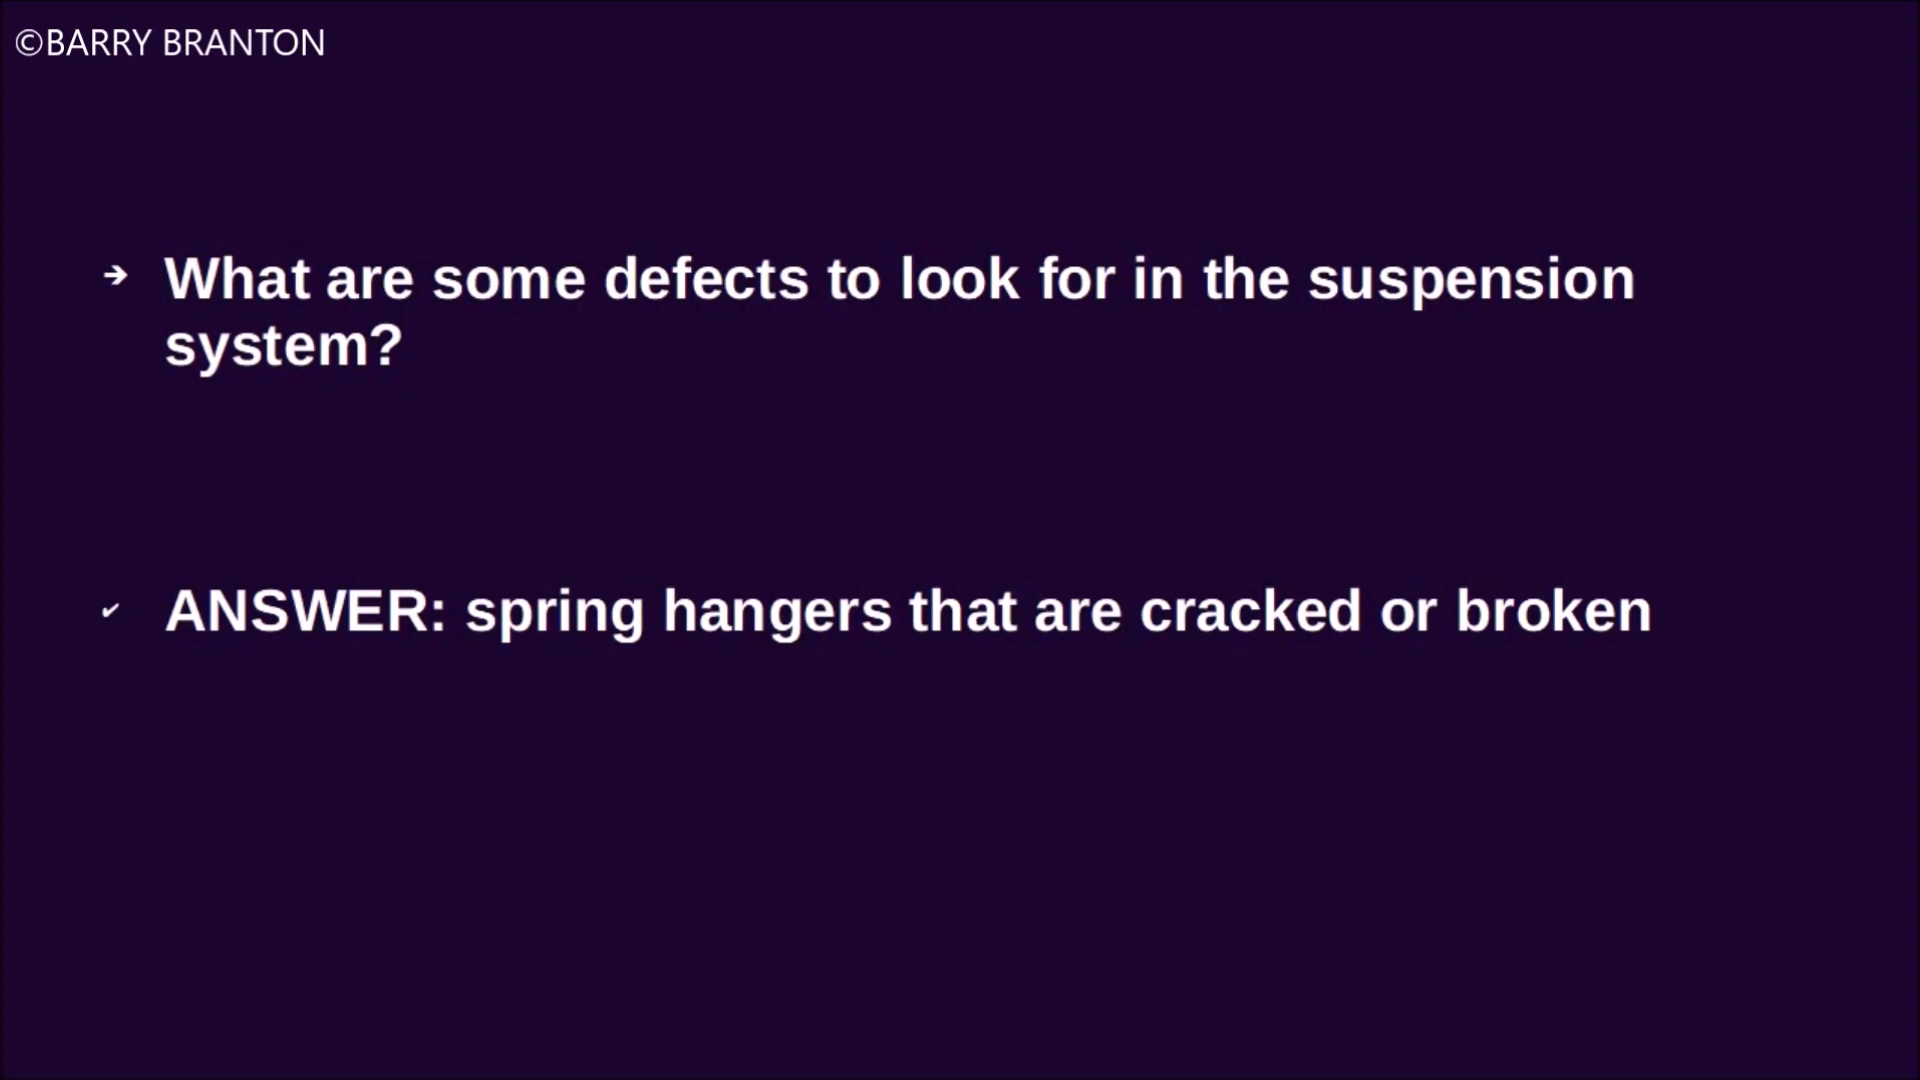 ©BARRY BRANTON
➔ What are some defects to look for in the suspension
system?
✔ ANSWER: spring hangers that are cracked or broken